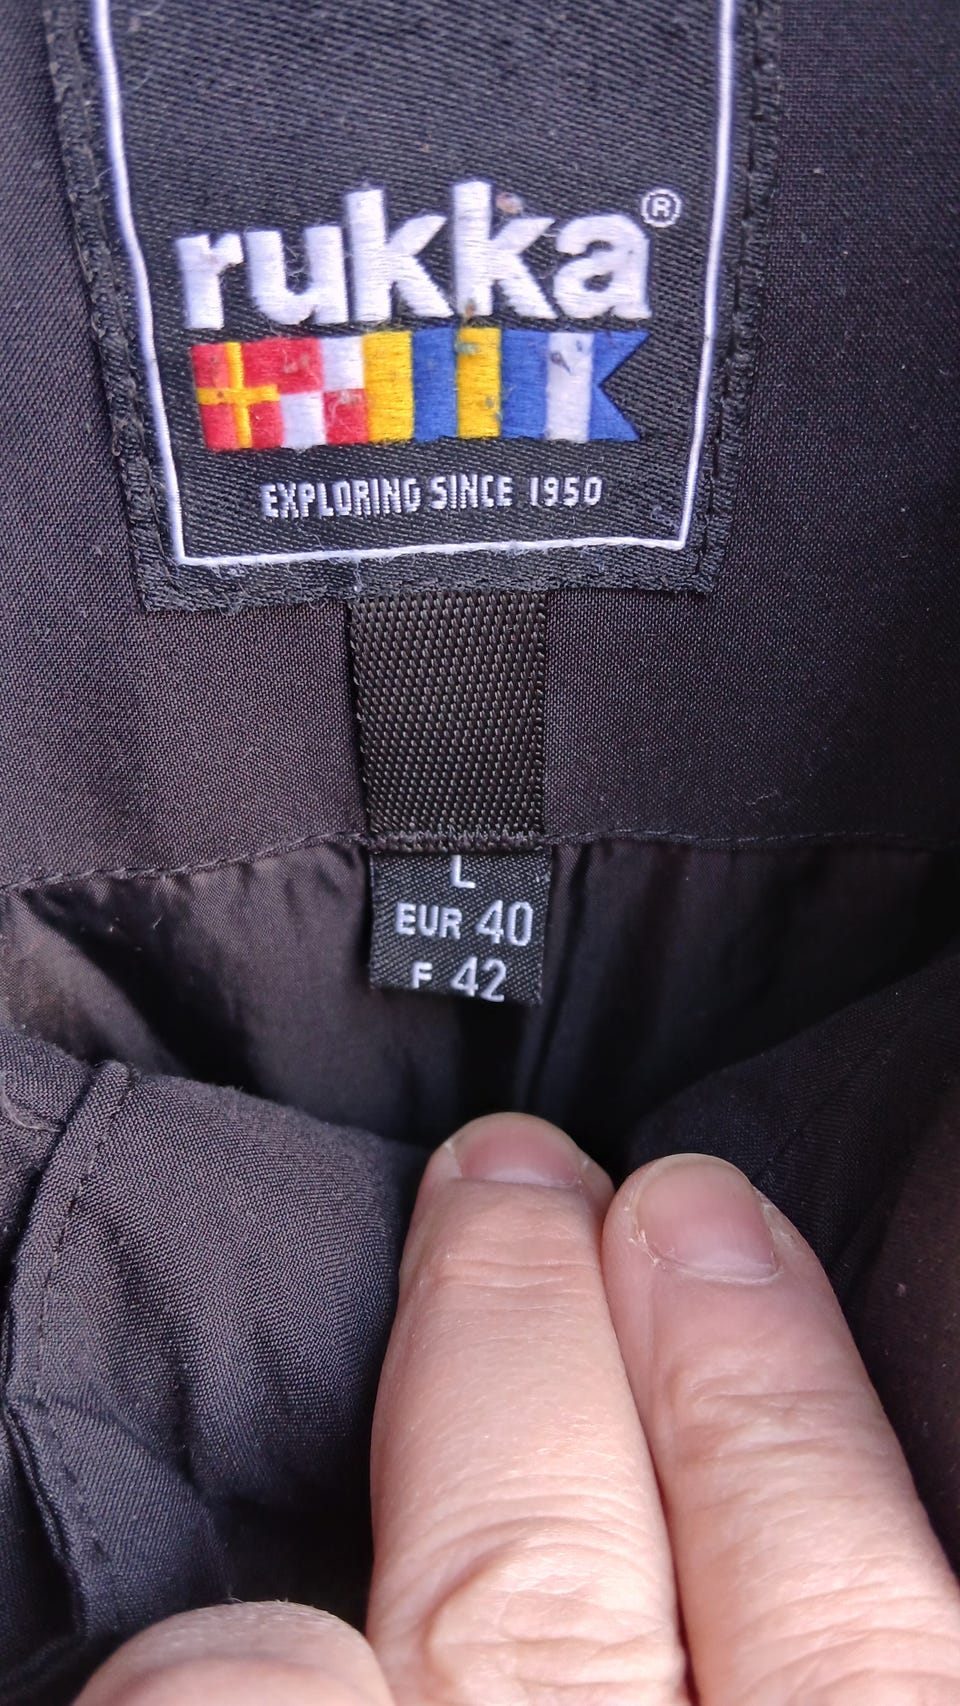 rukka®
EXPLORING SINCE 1950
L
EUR 40
F 42